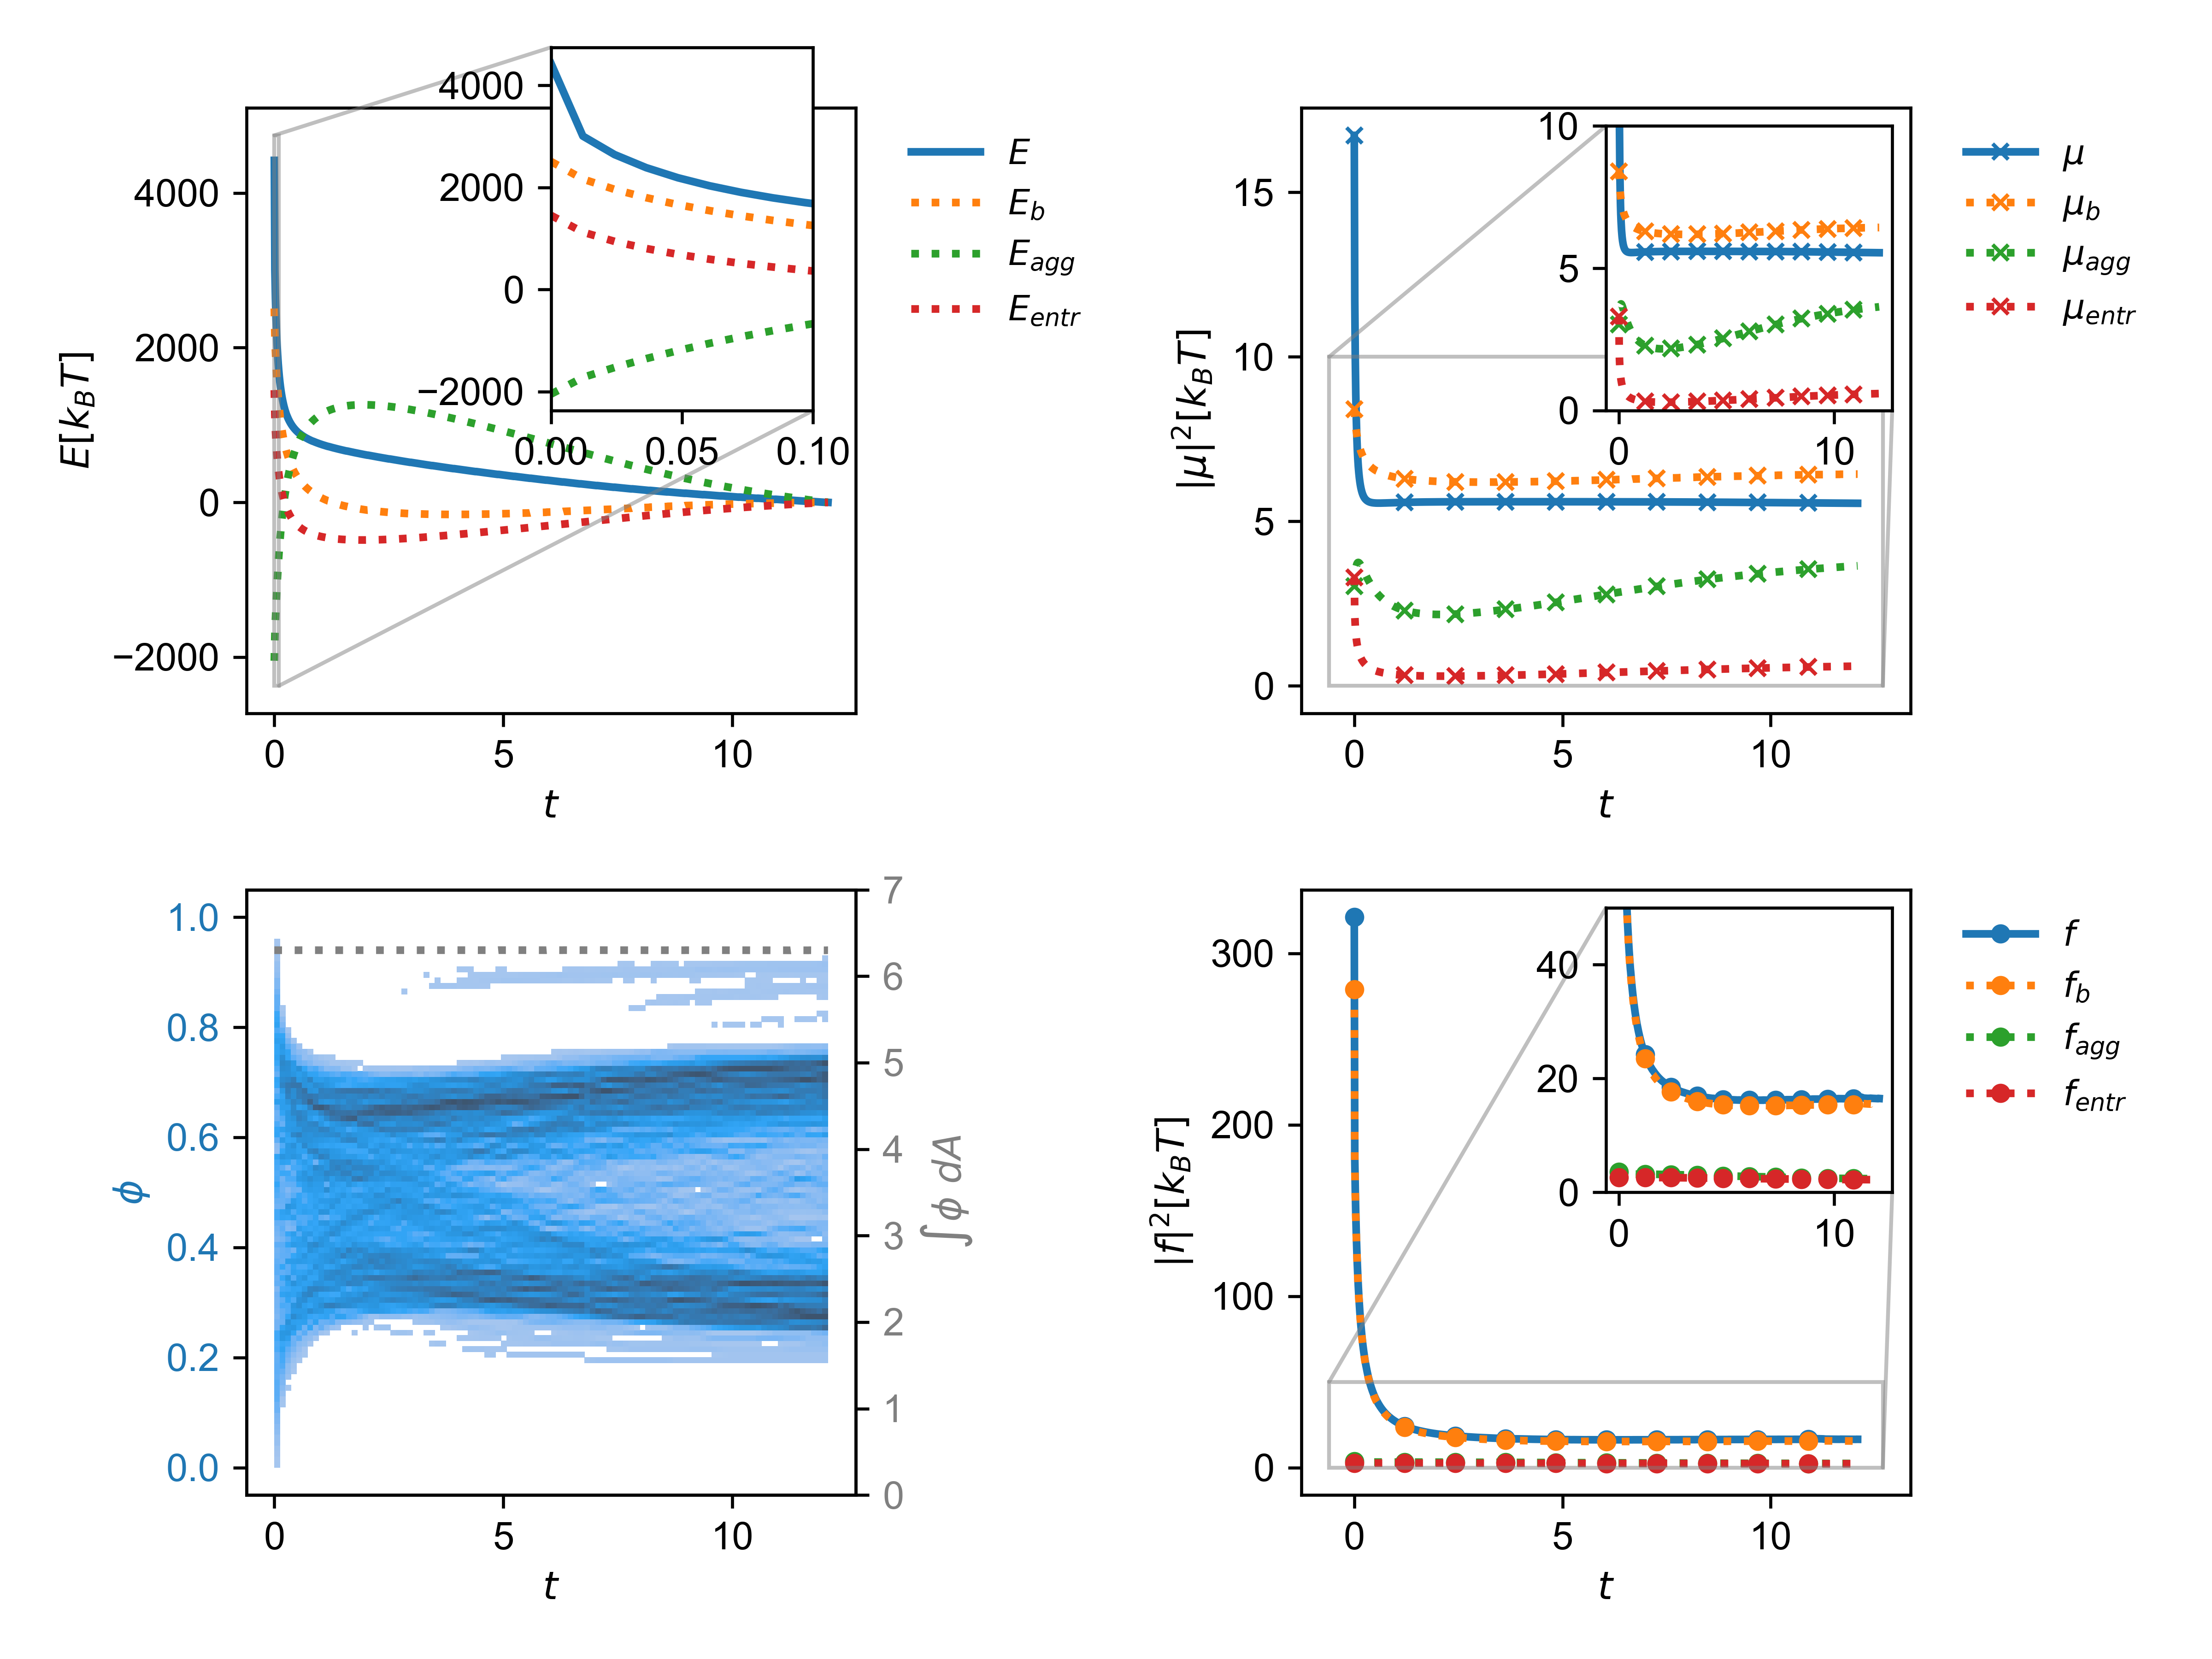 4000
2000
0
−2000
E[k_BT]
0
5
10
t
4000
2000
0
−2000
0.00
0.05
0.10
E
E_b
E_agg
E_entr
15
10
5
0
|μ|²[k_BT]
0
5
10
t
10
5
0
0
10
μ
μ_b
μ_agg
μ_entr
1.0
0.8
0.6
0.4
0.2
0.0
ϕ
0
5
10
t
7
6
5
4
3
2
1
0
∫ϕ dA
300
200
100
0
|f|²[k_BT]
0
5
10
t
40
20
0
0
10
f
f_b
f_agg
f_entr